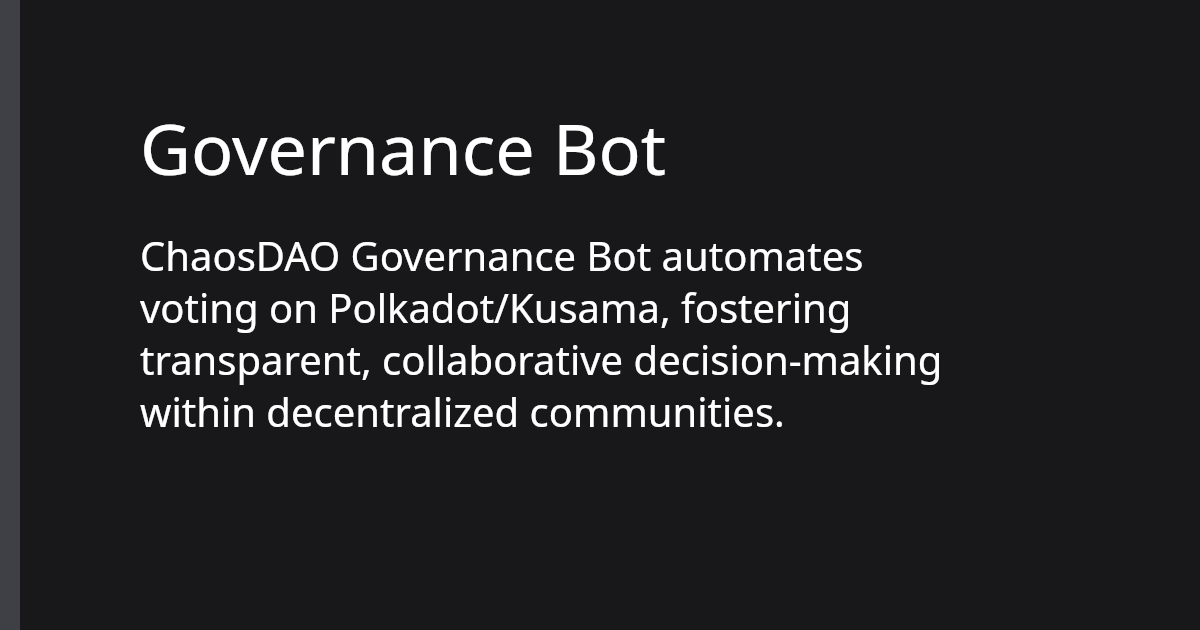 Governance Bot
ChaosDAO Governance Bot automates
voting on Polkadot/Kusama, fostering
transparent, collaborative decision-making
within decentralized communities.